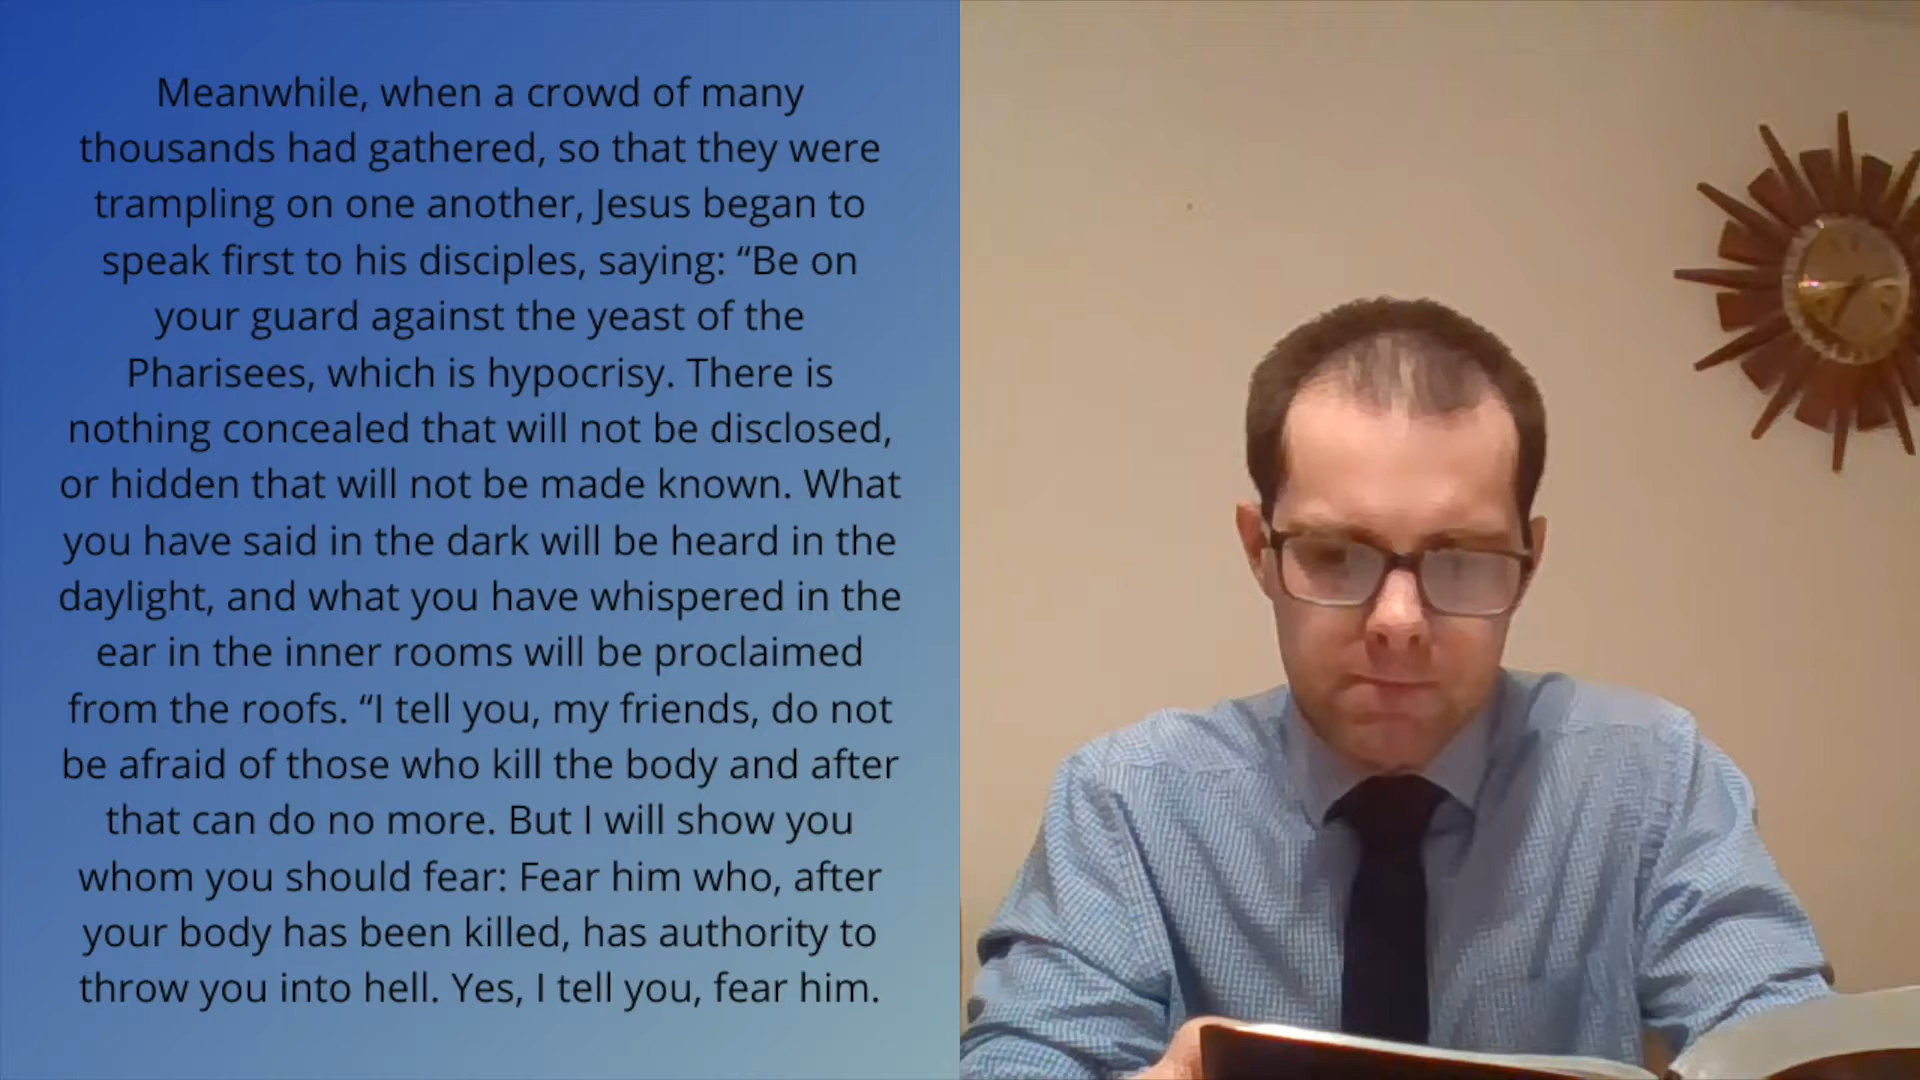 Meanwhile, when a crowd of many
thousands had gathered, so that they were
trampling on one another, Jesus began to
speak first to his disciples, saying: “Be on
your guard against the yeast of the
Pharisees, which is hypocrisy. There is
nothing concealed that will not be disclosed,
or hidden that will not be made known. What
you have said in the dark will be heard in the
daylight, and what you have whispered in the
ear in the inner rooms will be proclaimed
from the roofs. “I tell you, my friends, do not
be afraid of those who kill the body and after
that can do no more. But I will show you
whom you should fear: Fear him who, after
your body has been killed, has authority to
throw you into hell. Yes, I tell you, fear him.